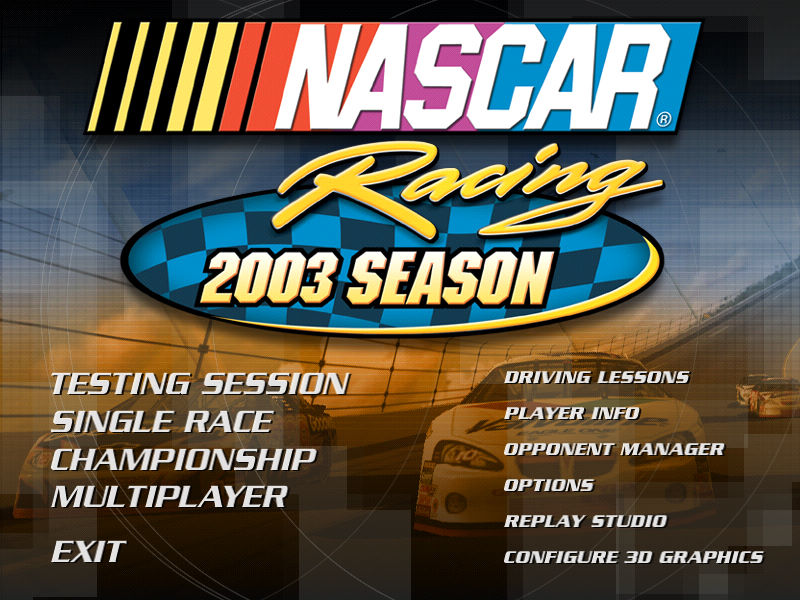 NASCAR®
Racing
2003 SEASON
TESTING SESSION
SINGLE RACE
CHAMPIONSHIP
MULTIPLAYER
EXIT
DRIVING LESSONS
PLAYER INFO
OPPONENT MANAGER
OPTIONS
REPLAY STUDIO
CONFIGURE 3D GRAPHICS